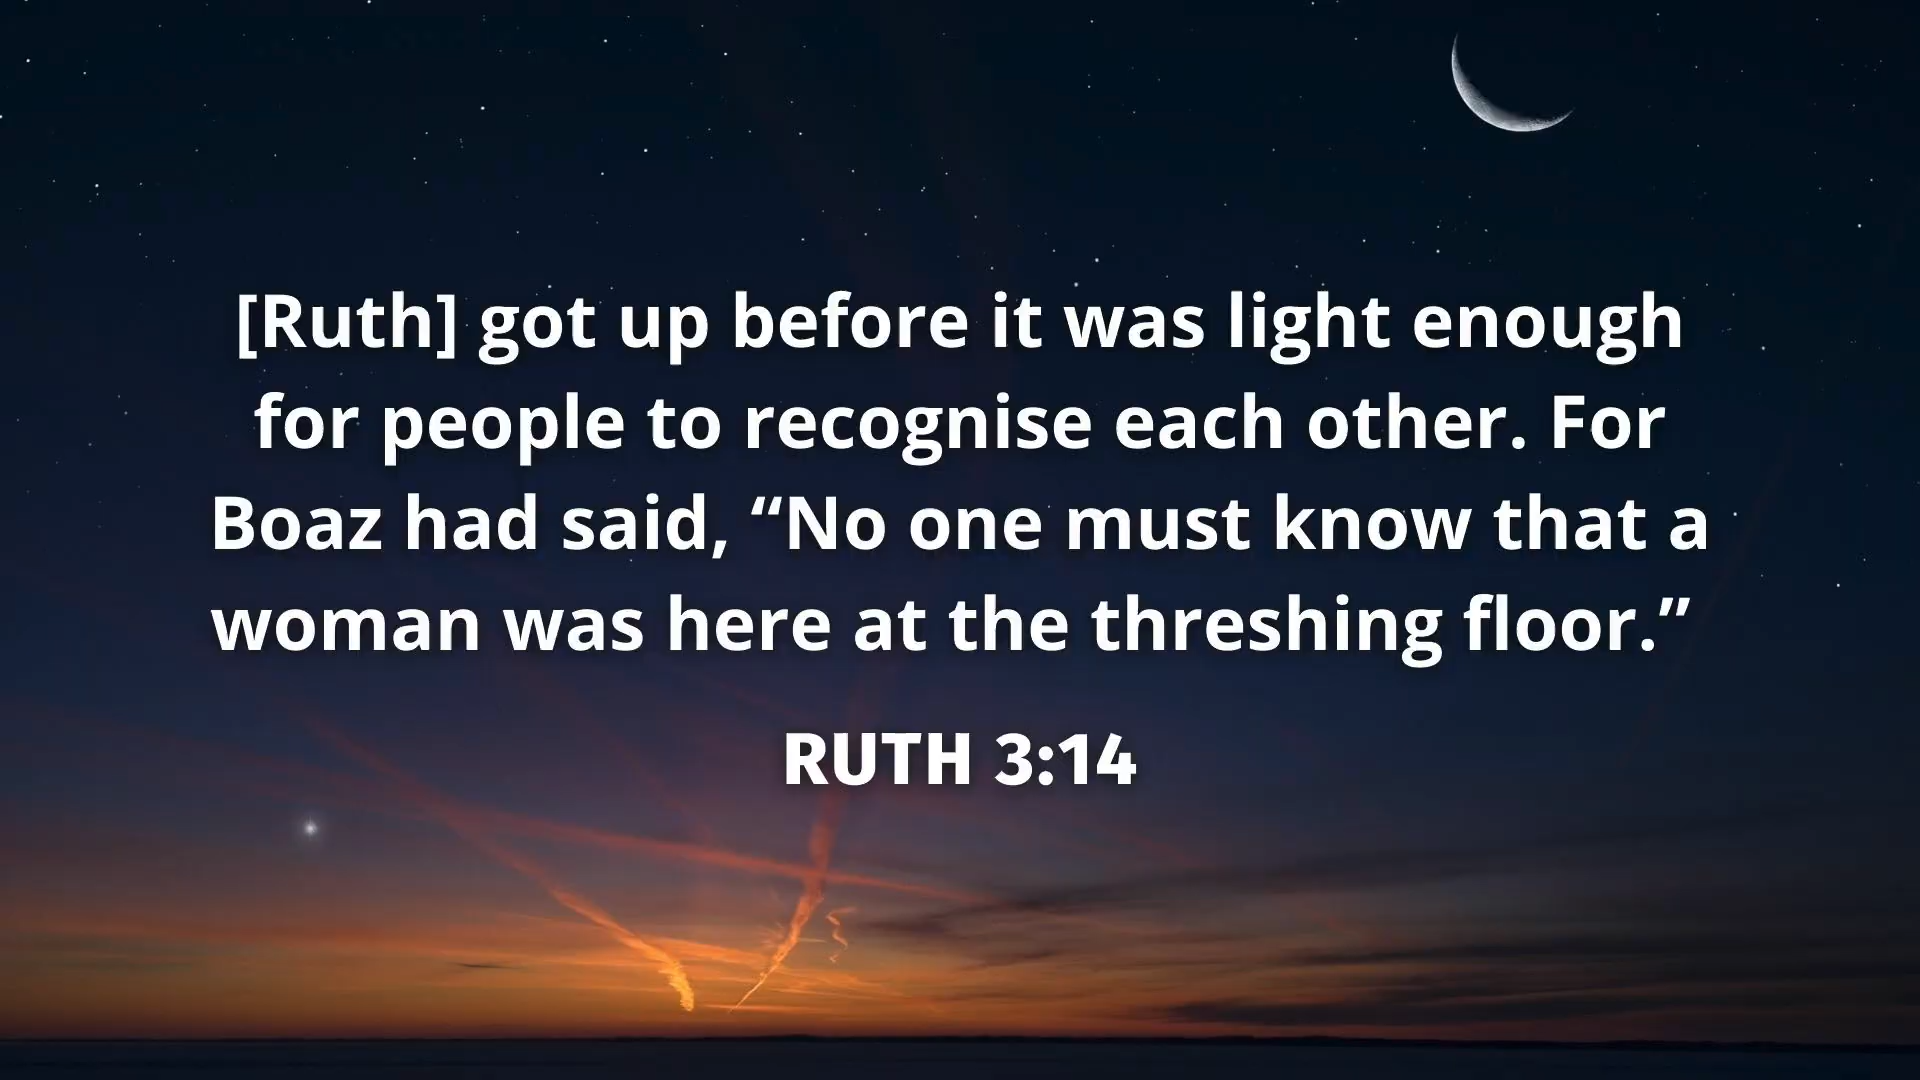 [Ruth] got up before it was light enough
for people to recognise each other. For
Boaz had said, “No one must know that a
woman was here at the threshing floor.”
RUTH 3:14